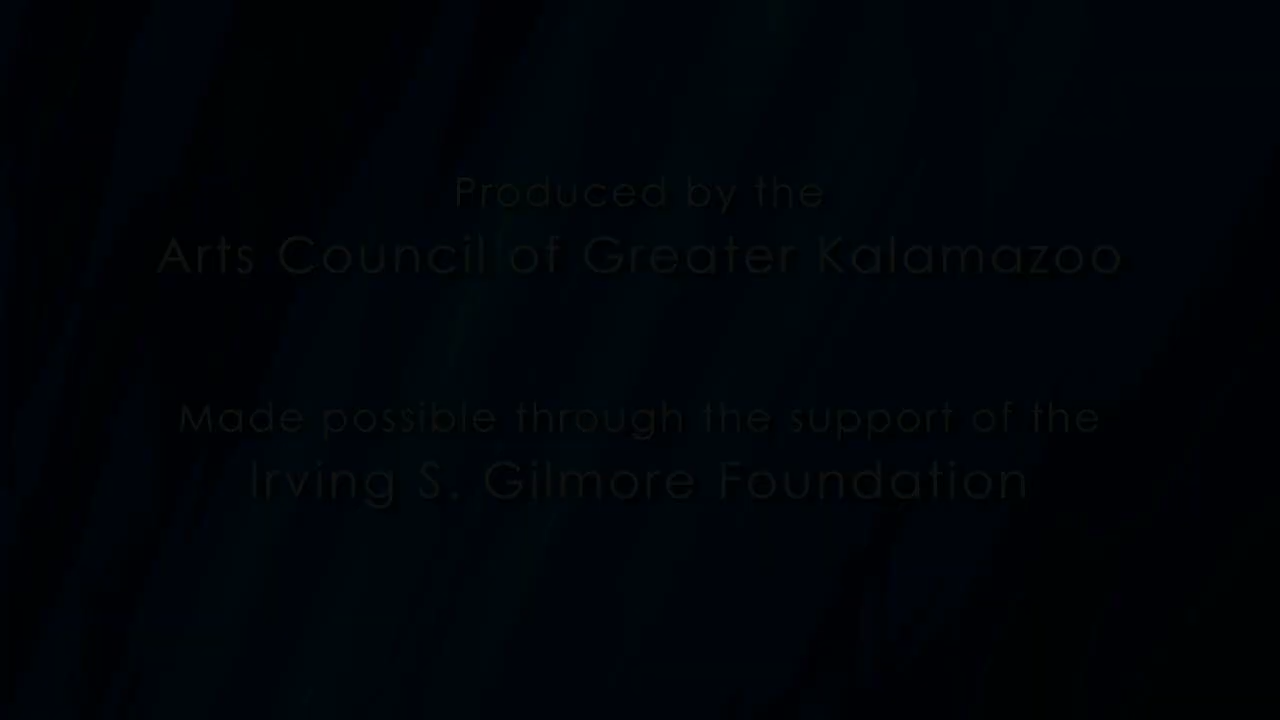 Produced by the
Arts Council of Greater Kalamazoo
Made possible through the support of the
Irving S. Gilmore Foundation